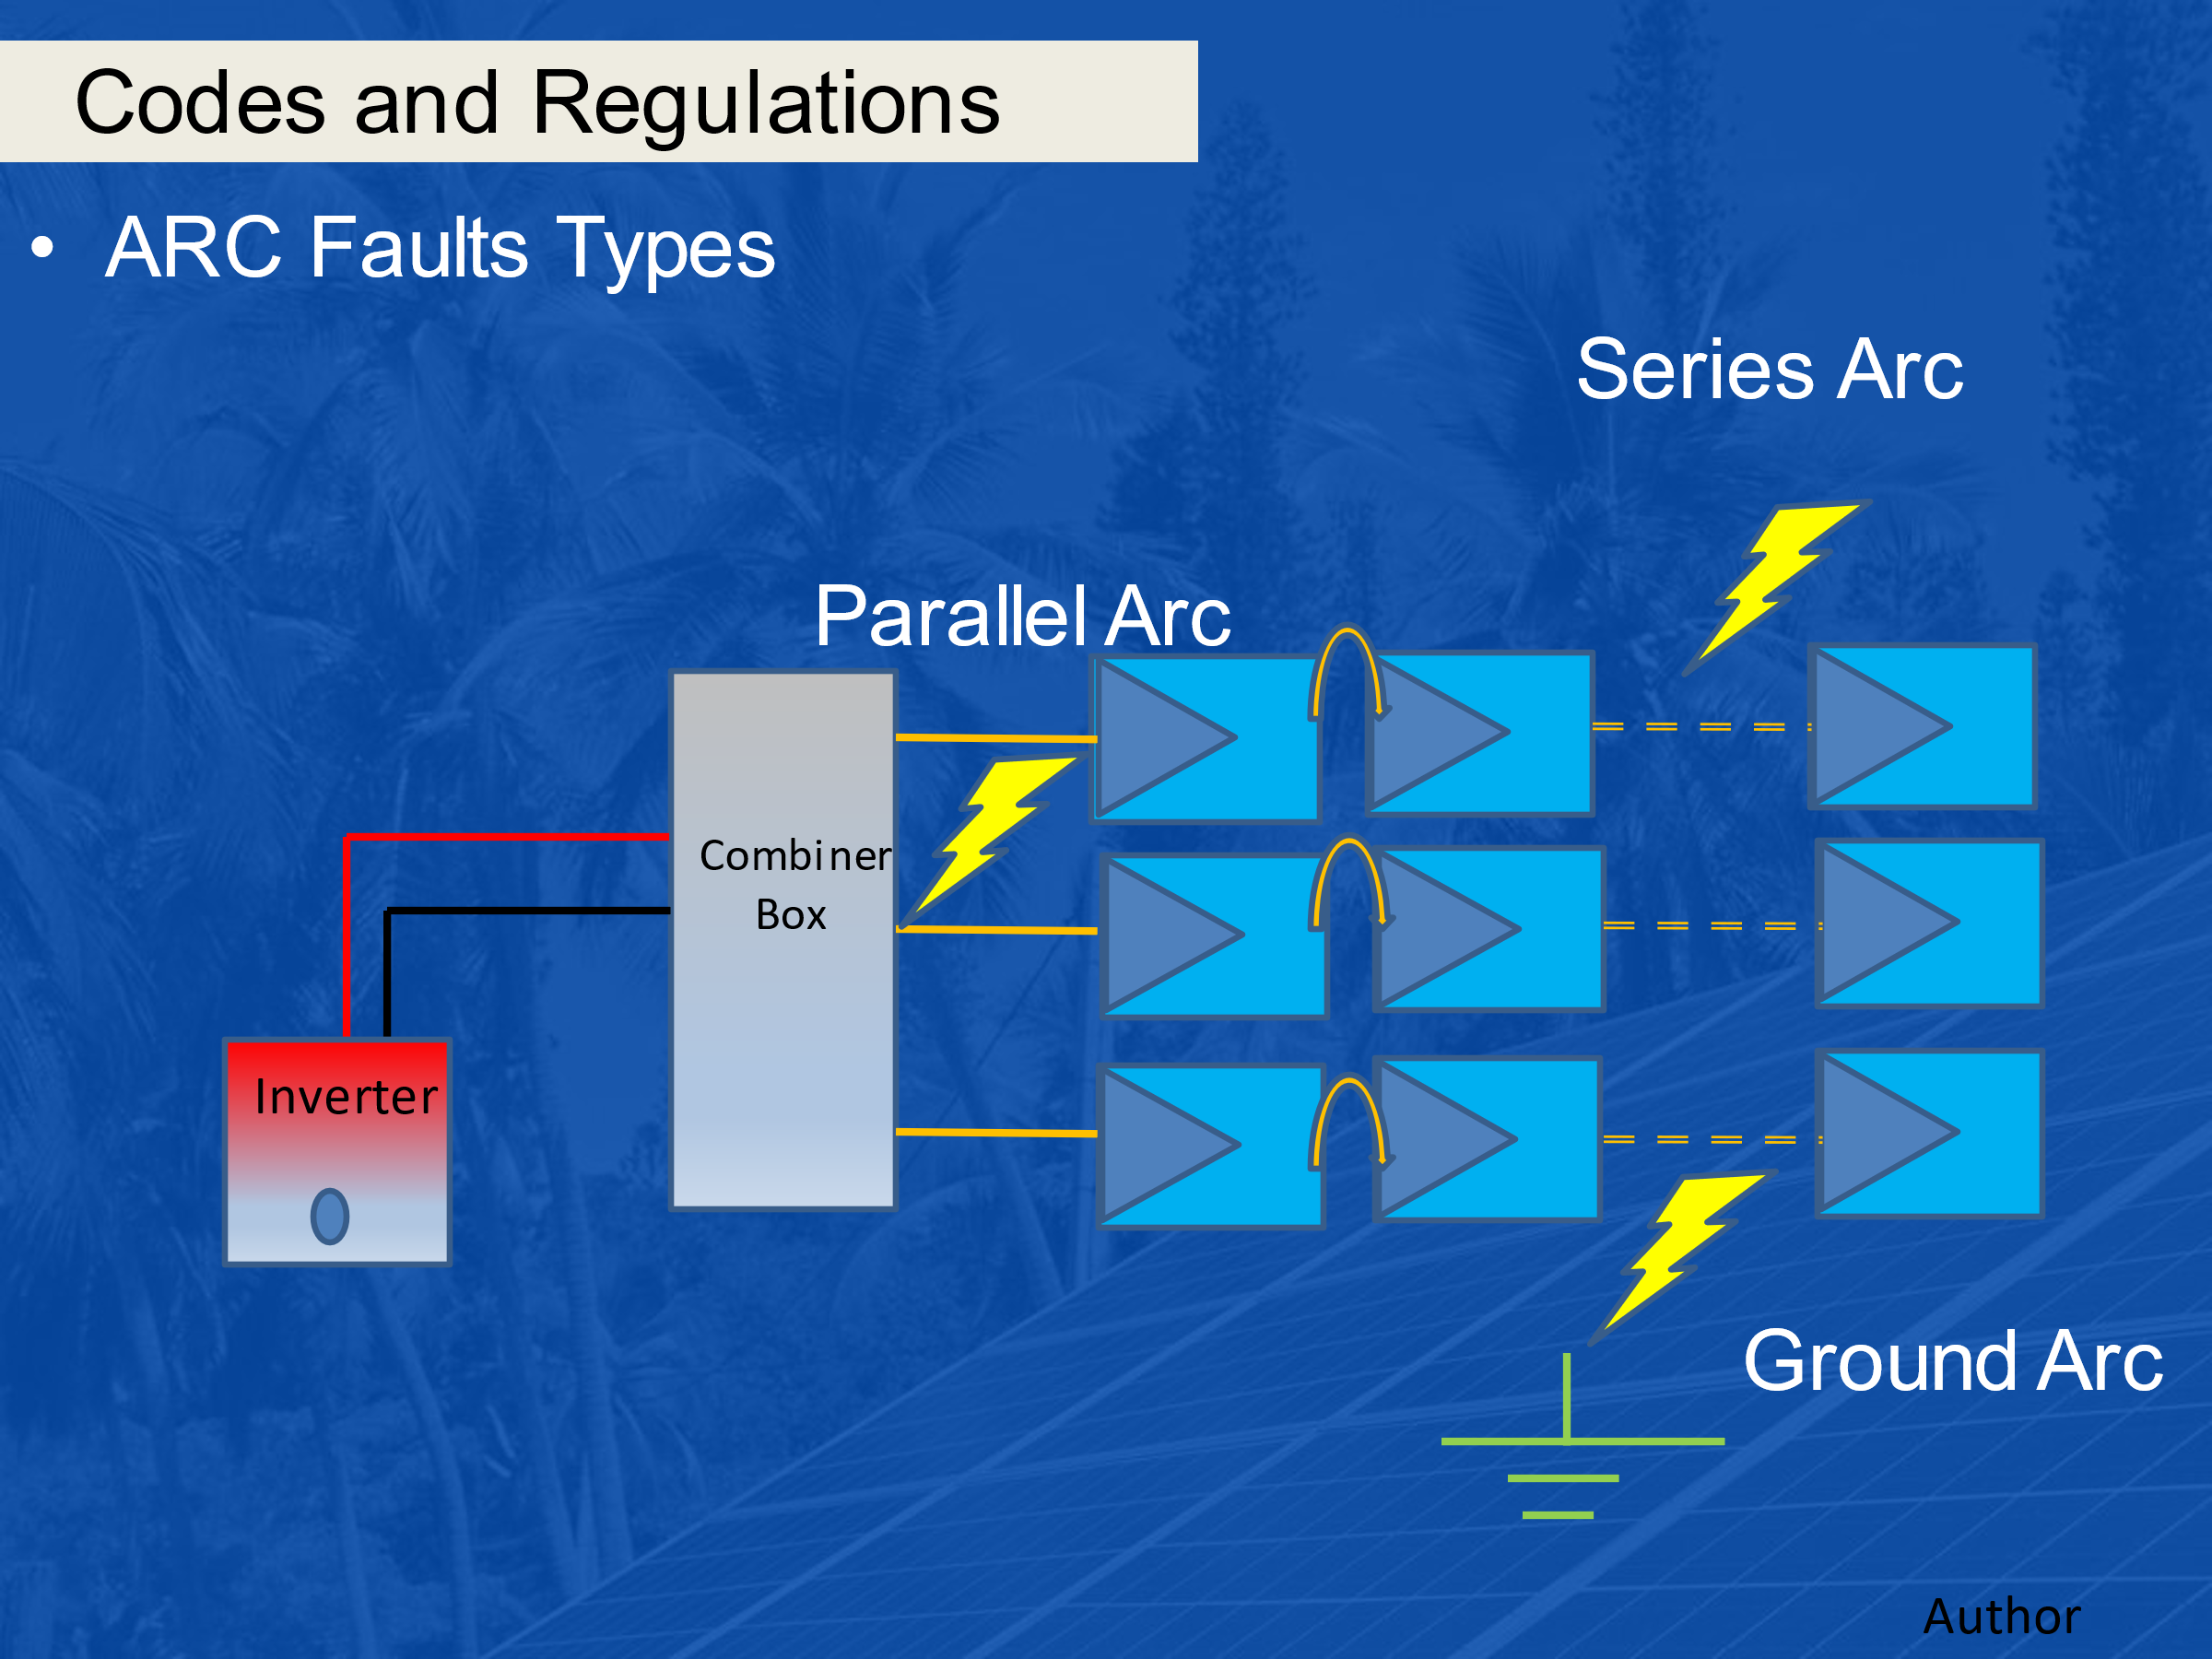 Codes and Regulations
• ARC Faults Types
Series Arc
Parallel Arc
Combiner
Box
Inverter
Ground Arc
Author